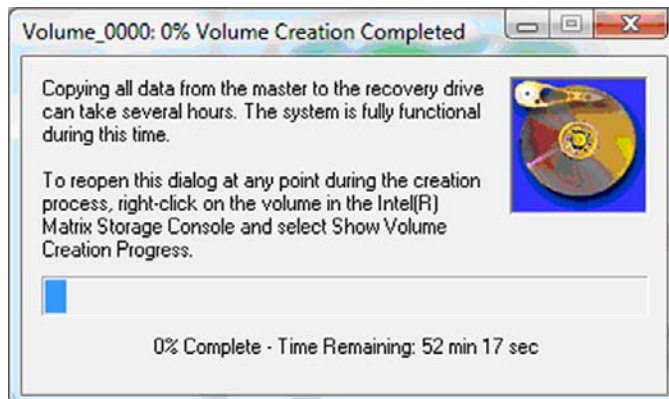 Volume_0000: 0% Volume Creation Completed
Copying all data from the master to the recovery drive
can take several hours. The system is fully functional
during this time.
To reopen this dialog at any point during the creation
process, right-click on the volume in the Intel(R)
Matrix Storage Console and select Show Volume
Creation Progress.
0% Complete - Time Remaining: 52 min 17 sec